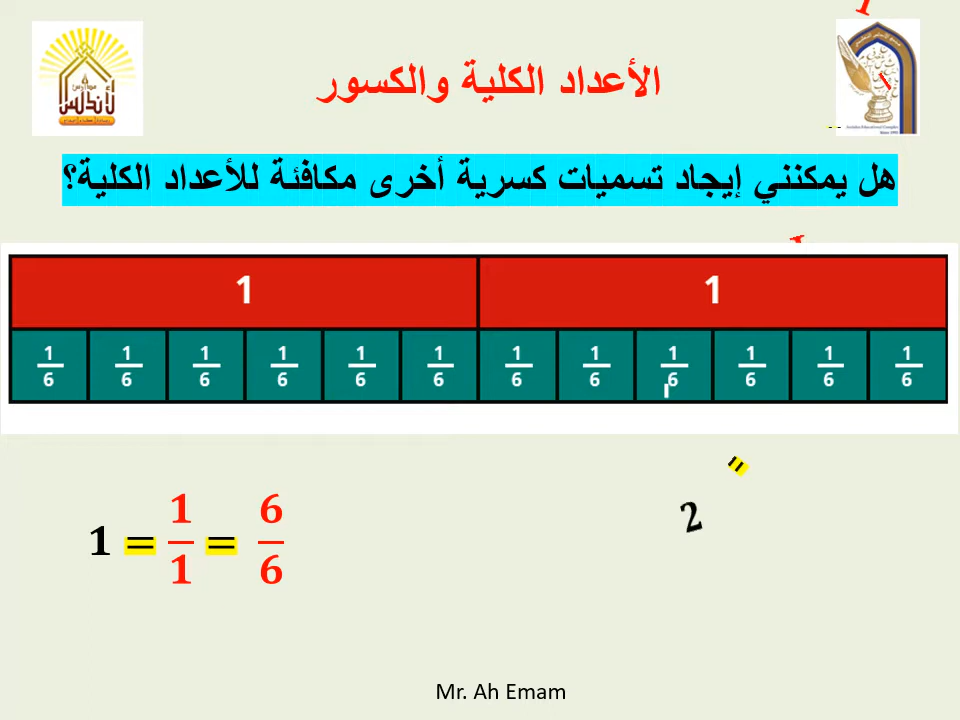 الأعداد الكلية والكسور
هل يمكنني إيجاد تسميات كسرية أخرى مكافئة للأعداد الكلية؟
1 1
1/6 1/6 1/6 1/6 1/6 1/6 1/6 1/6 1/6 1/6 1/6 1/6
=
2
1 = 1/1 = 6/6
Mr. Ah Emam